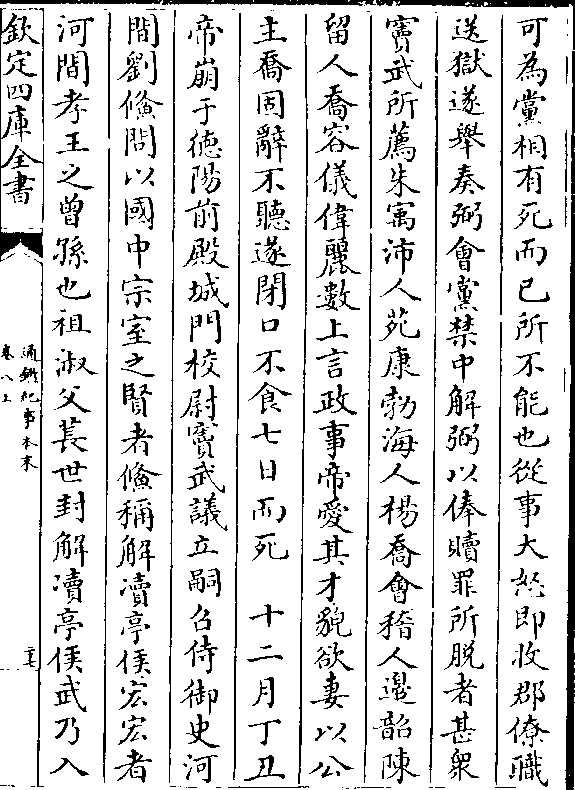 可為黨相有死而已所不能也從事大怒即收郡僚職
送獄遂舉奏弼會黨禁中解弼以俸贖罪所脫者甚衆
竇武所薦朱㝢沛人苑康勃海人楊喬會稽人邊韶陳
留人喬容儀偉麗數上言政事帝愛其才貌欲妻以公
主喬固辭不聽遂閉口不食七日而死　十二月丁丑
帝崩于德陽前殿城門校尉竇武議立嗣召侍御史河
間劉儵問以國中宗室之賢者儵稱解瀆亭侯宏宏者
河間孝王之曾孫也祖淑父萇世封解瀆亭侯武乃入
欽定四庫全書
通鑑紀事本末
卷八上
二十七